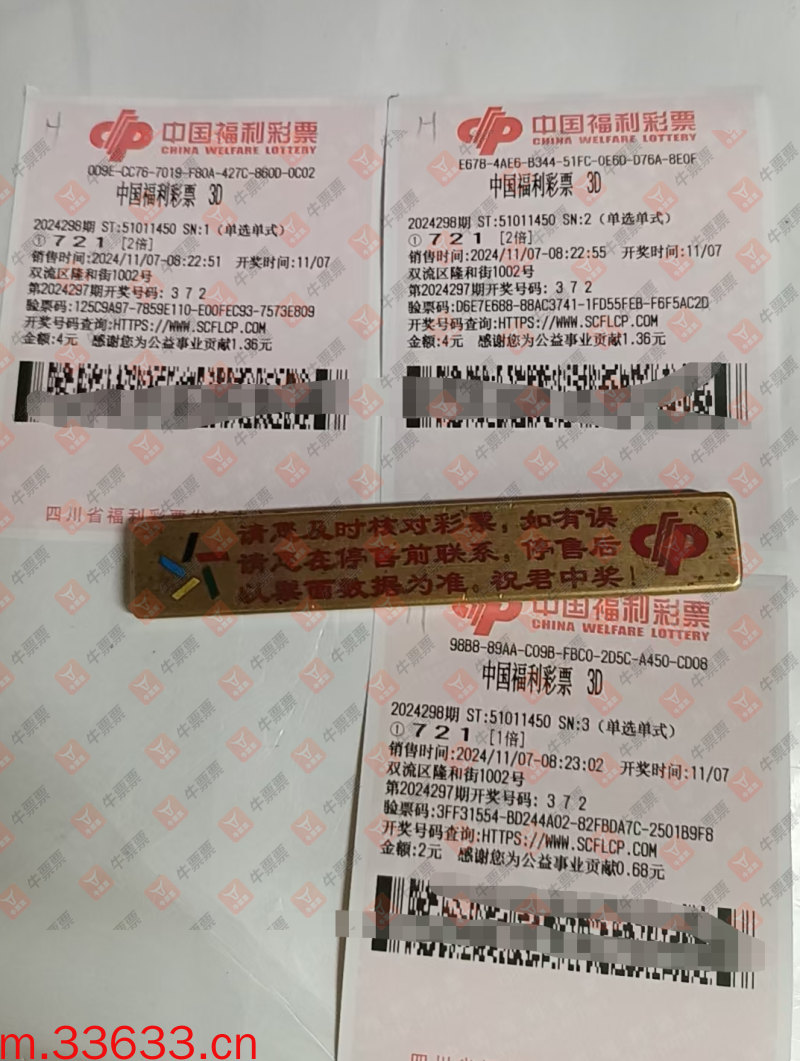 中国福利彩票
CHINA WELFARE LOTTERY
0D9E-CC76-7019-F80A-427C-860D-0C02
中国福利彩票 3D
2024298期 ST:51011450 SN:1 (单选单式)
① 7 2 1 [2倍]
销售时间:2024/11/07-08:22:51 开奖时间:11/07
双流区隆和街1002号
第2024297期开奖号码: 3 7 2
验票码:125C9A97-7859E110-E00FEC93-7573E809
开奖号码查询:HTTPS://WWW.SCFLCP.COM
金额:4元 感谢您为公益事业贡献1.36元
四川省福利彩票发行
中国福利彩票
CHINA WELFARE LOTTERY
E678-4AE6-B344-51FC-0E6D-D76A-8E0F
中国福利彩票 3D
2024298期 ST:51011450 SN:2 (单选单式)
① 7 2 1 [2倍]
销售时间:2024/11/07-08:22:55 开奖时间:11/07
双流区隆和街1002号
第2024297期开奖号码: 3 7 2
验票码:D6E7E688-88AC3741-1FD55FEB-F6F5AC2D
开奖号码查询:HTTPS://WWW.SCFLCP.COM
金额:4元 感谢您为公益事业贡献1.36元
请您及时核对彩票，如有误
请您在停售前联系，停售后
以票面数据为准。祝君中奖！
中国福利彩票
CHINA WELFARE LOTTERY
98B8-89AA-C09B-FBC0-2D5C-A450-CD08
中国福利彩票 3D
2024298期 ST:51011450 SN:3 (单选单式)
① 7 2 1 [1倍]
销售时间:2024/11/07-08:23:02 开奖时间:11/07
双流区隆和街1002号
第2024297期开奖号码: 3 7 2
验票码:3FF31554-BD244A02-82FBDA7C-2501B9F8
开奖号码查询:HTTPS://WWW.SCFLCP.COM
金额:2元 感谢您为公益事业贡献0.68元
四川省福
牛票票
m.33633.cn